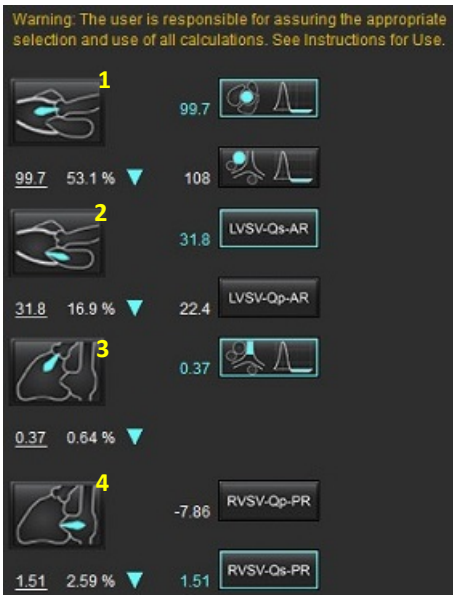 Warning: The user is responsible for assuring the appropriate
selection and use of all calculations. See Instructions for Use.
1
99.7
99.7 53.1 % 108
2
31.8 LVSV-Qs-AR
31.8 16.9 % 22.4 LVSV-Qp-AR
3
0.37
0.37 0.64 %
4
-7.86 RVSV-Qp-PR
1.51 2.59 % 1.51 RVSV-Qs-PR